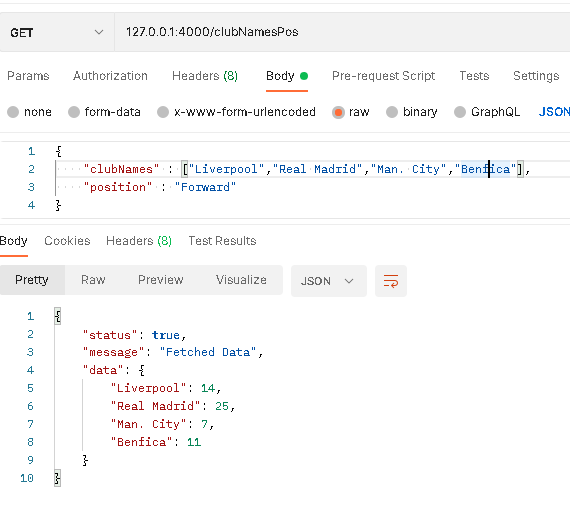 GET 127.0.0.1:4000/clubNamesPos
Params Authorization Headers (8) Body Pre-request Script Tests Settings
none form-data x-www-form-urlencoded raw binary GraphQL JSON
1 {
2 "clubNames" : ["Liverpool","Real Madrid","Man. City","Benfica"],
3 "position" : "Forward"
4 }
Body Cookies Headers (8) Test Results
Pretty Raw Preview Visualize JSON
1 {
2 "status": true,
3 "message": "Fetched Data",
4 "data": {
5 "Liverpool": 14,
6 "Real Madrid": 25,
7 "Man. City": 7,
8 "Benfica": 11
9 }
10 }